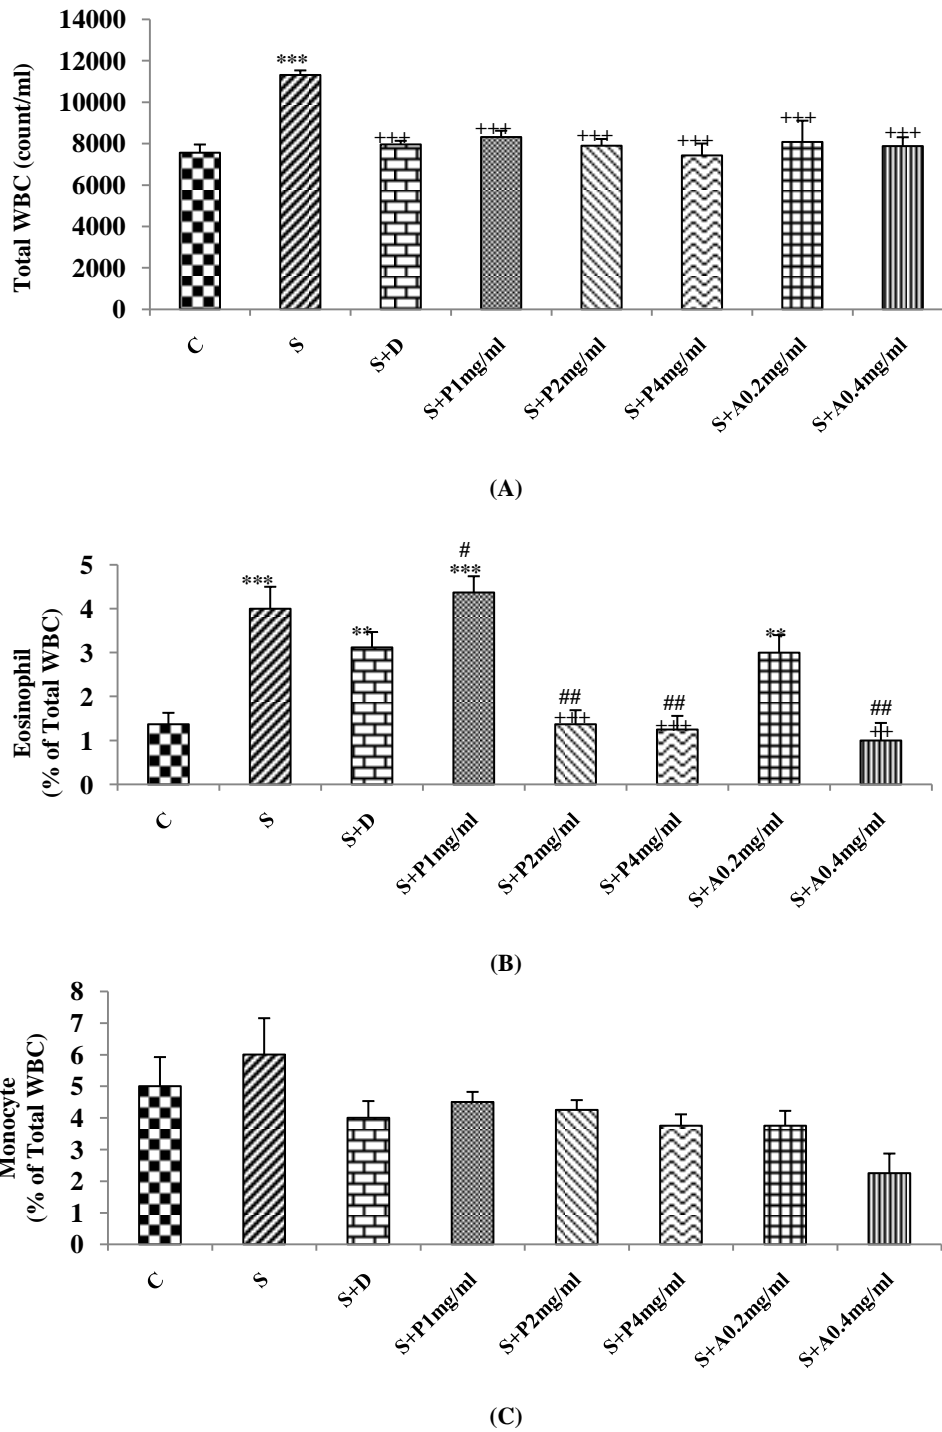 14000
12000
10000
8000
6000
4000
2000
0
Total WBC (count/ml)
***
+++
+++
+++
+++
+++
+++
C
S
S+D
S+P1mg/ml
S+P2mg/ml
S+P4mg/ml
S+A0.2mg/ml
S+A0.4mg/ml
(A)
5
4
3
2
1
0
Eosinophil
(% of Total WBC)
***
**
#
***
##
+++
##
+++
**
##
++
C
S
S+D
S+P1mg/ml
S+P2mg/ml
S+P4mg/ml
S+A0.2mg/ml
S+A0.4mg/ml
(B)
8
7
6
5
4
3
2
1
0
Monocyte
(% of Total WBC)
C
S
S+D
S+P1mg/ml
S+P2mg/ml
S+P4mg/ml
S+A0.2mg/ml
S+A0.4mg/ml
(C)